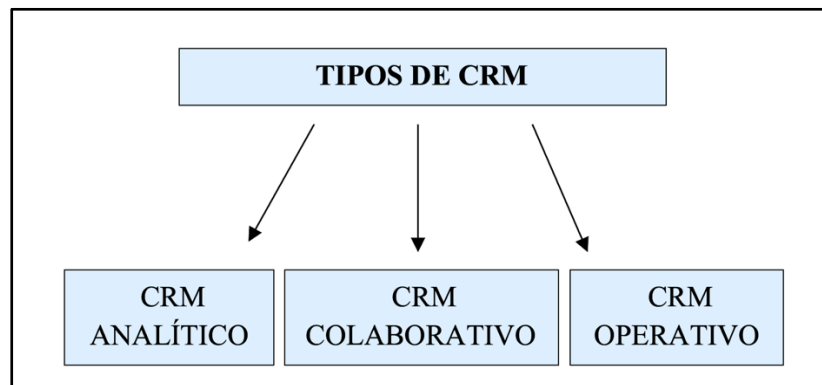 TIPOS DE CRM
CRM
ANALÍTICO
CRM
COLABORATIVO
CRM
OPERATIVO